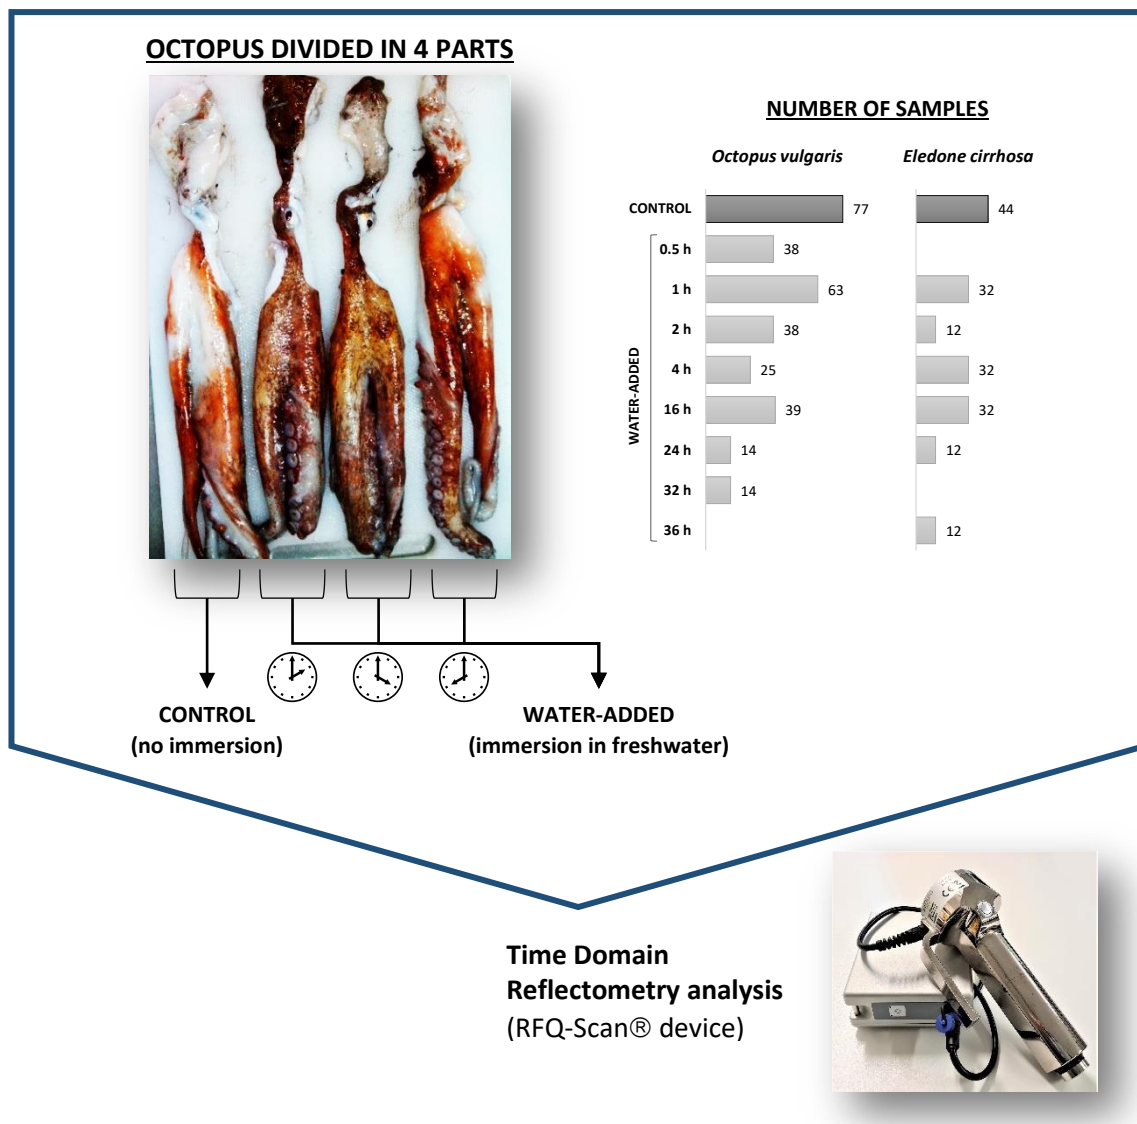 OCTOPUS DIVIDED IN 4 PARTS
NUMBER OF SAMPLES
Octopus vulgaris Eledone cirrhosa
CONTROL 77 44
WATER-ADDED
0.5 h 38
1 h 63 32
2 h 38 12
4 h 25 32
16 h 39 32
24 h 14 12
32 h 14
36 h 12
CONTROL
(no immersion)
WATER-ADDED
(immersion in freshwater)
Time Domain
Reflectometry analysis
(RFQ-Scan® device)